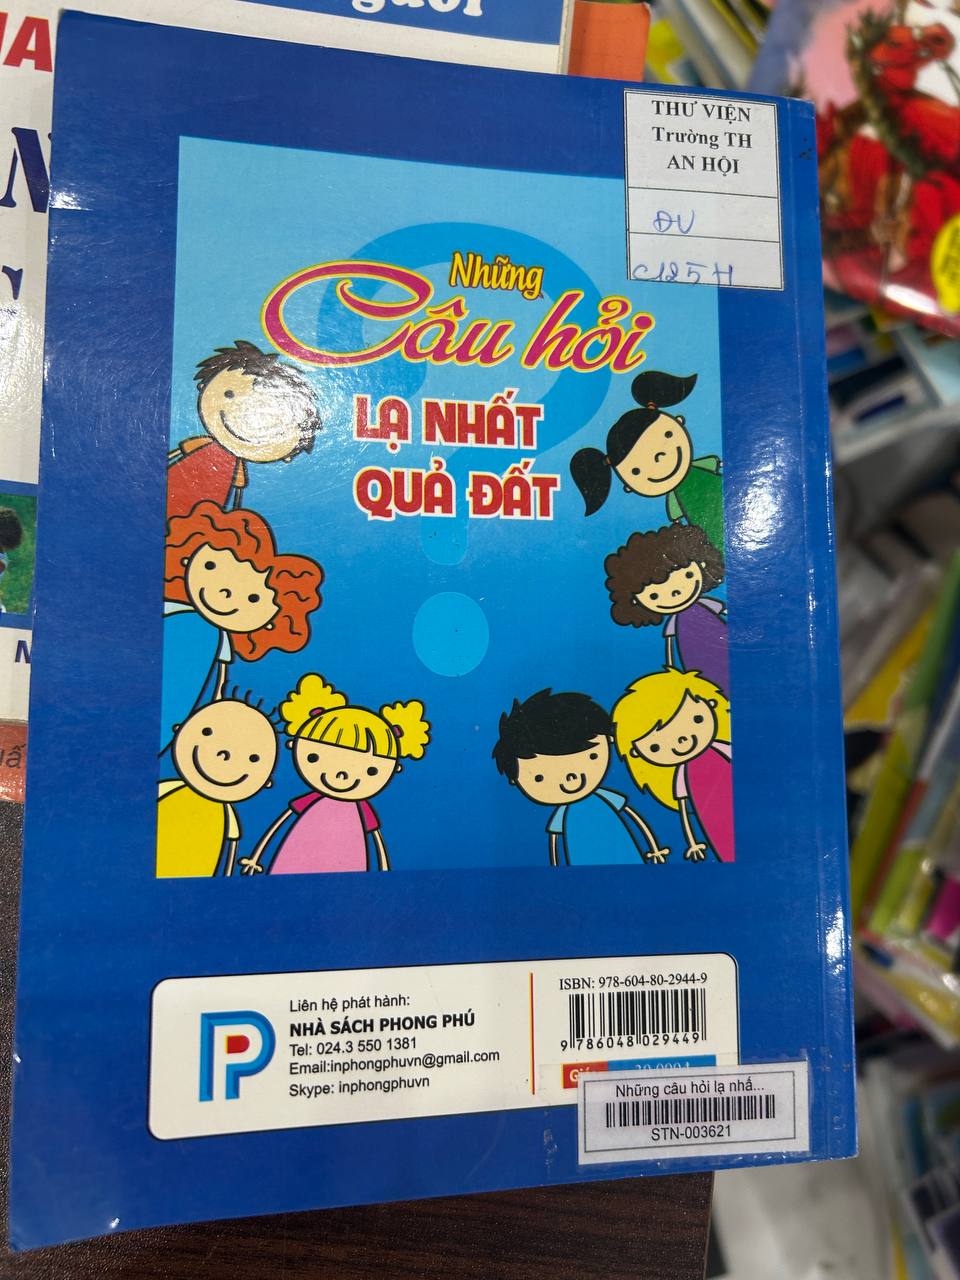 THƯ VIỆN
Trường TH
AN HỘI
ĐV
C125H
Những
Câu hỏi
LẠ NHẤT
QUẢ ĐẤT
Liên hệ phát hành:
NHÀ SÁCH PHONG PHÚ
Tel: 024.3 550 1381
Email:inphongphuvn@gmail.com
Skype: inphongphuvn
ISBN: 978-604-80-2944-9
9 786048 029449
Những câu hỏi lạ nhấ...
STN-003621